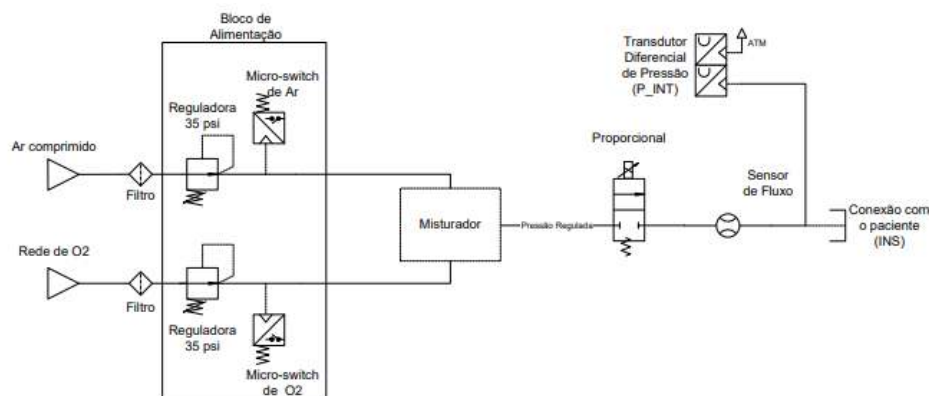 Bloco de
Alimentação
Micro-switch
de Ar
Reguladora
35 psi
Ar comprimido
Filtro
Transdutor
Diferencial
de Pressão
(P_INT)
ATM
Proporcional
Sensor
de Fluxo
Misturador
Pressão Regulada
Conexão com
o paciente
(INS)
Rede de O2
Filtro
Reguladora
35 psi
Micro-switch
de O2